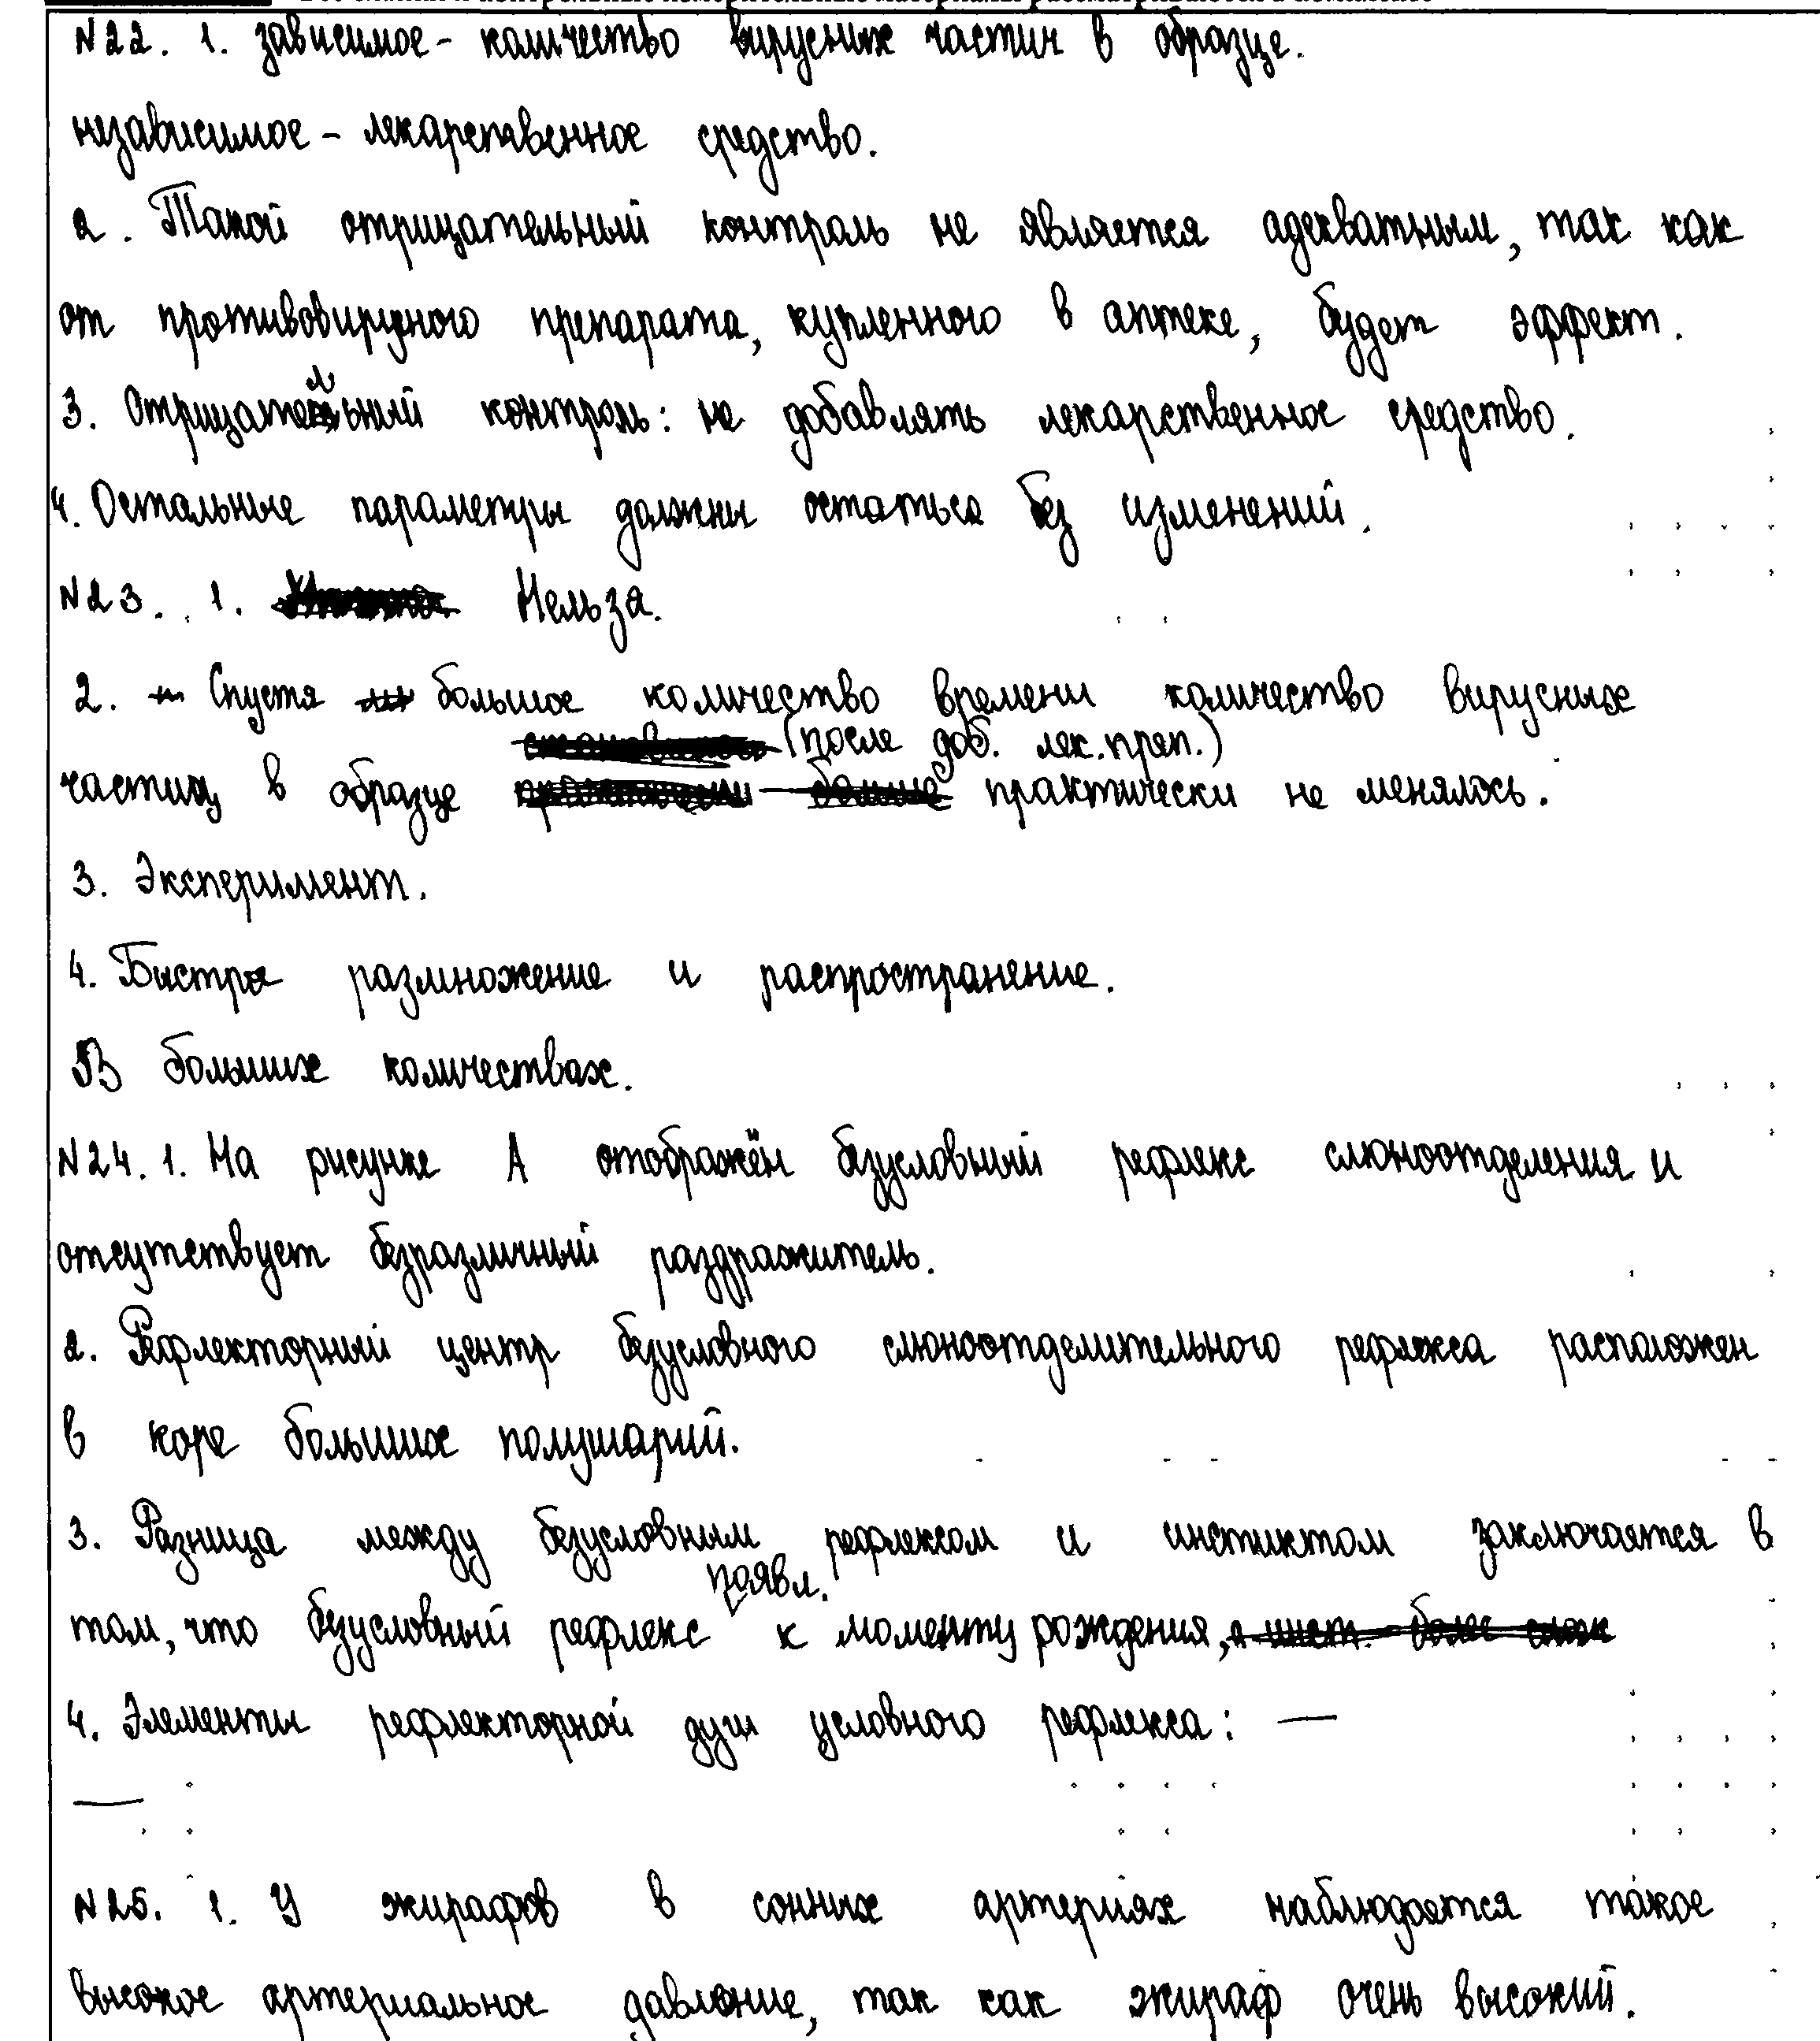 N22. 1. зависимое - количество вирусных частиц в образце.
независимое - лекарственное средство.
2. Такой отрицательный контроль не является адекватным, так как
от противовирусного препарата, купленного в аптеке, будет эффект.
3. Отрицательный контроль: не добавлять лекарственное средство.
4. Остальные параметры должны остаться без изменений.
N23. 1. Нельзя.
2. Спустя большое количество времени количество вирусных
(после доб. лек. преп.)
частиц в образце практически не менялось.
3. Эксперимент.
4. Быстрое размножение и распространение.
В больших количествах.
N24. 1. На рисунке А отображён безусловный рефлекс слюноотделения и
отсутствует безразличный раздражитель.
2. Рефлекторный центр безусловного слюноотделительного рефлекса расположен
в коре больших полушарий.
3. Разница между безусловным рефлексом и инстиктом заключается в
появл.
том, что безусловный рефлекс к моменту рождения, а инст. более слож
4. Элементы рефлекторной дуги условного рефлекса: —
—
N25. 1. У жирафов в сонных артериях наблюдается такое
высокое артериальное давление, так как жираф очень высокий.